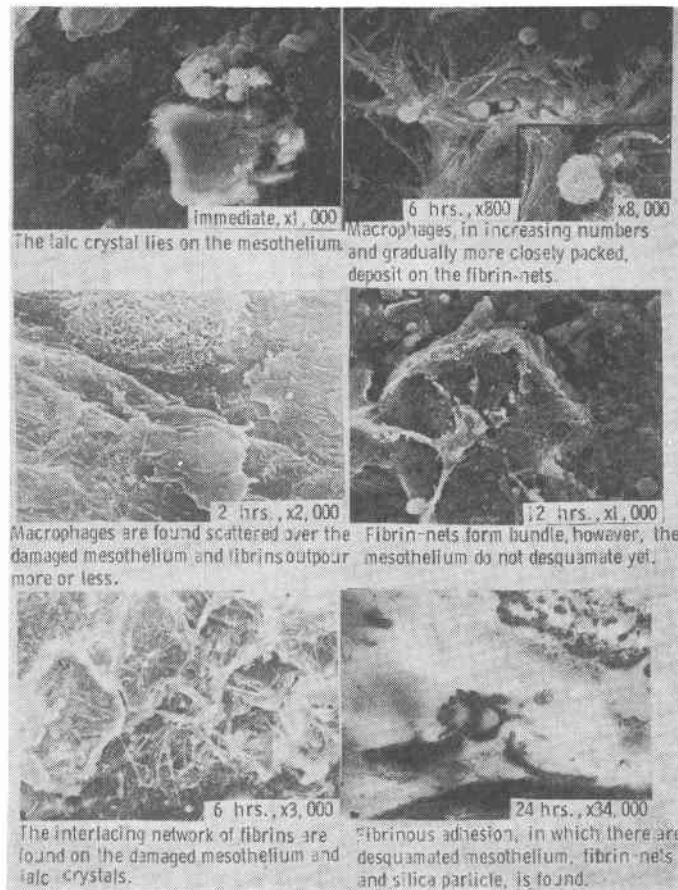 immediate, x1,000
The talc crystal lies on the mesothelium.
2 hrs., x2,000
Macrophages are found scattered over the
damaged mesothelium and fibrins outpour
more or less.
6 hrs., x3,000
The interlacing network of fibrins are
found on the damaged mesothelium and
talc crystals.
6 hrs., x800
x8,000
Macrophages, in increasing numbers
and gradually more closely packed,
deposit on the fibrin-nets.
12 hrs., x1,000
Fibrin-nets form bundle, however, the
mesothelium do not desquamate yet.
24 hrs., x34,000
Fibrinous adhesion, in which there are
desquamated mesothelium, fibrin-nets
and silica particle, is found.